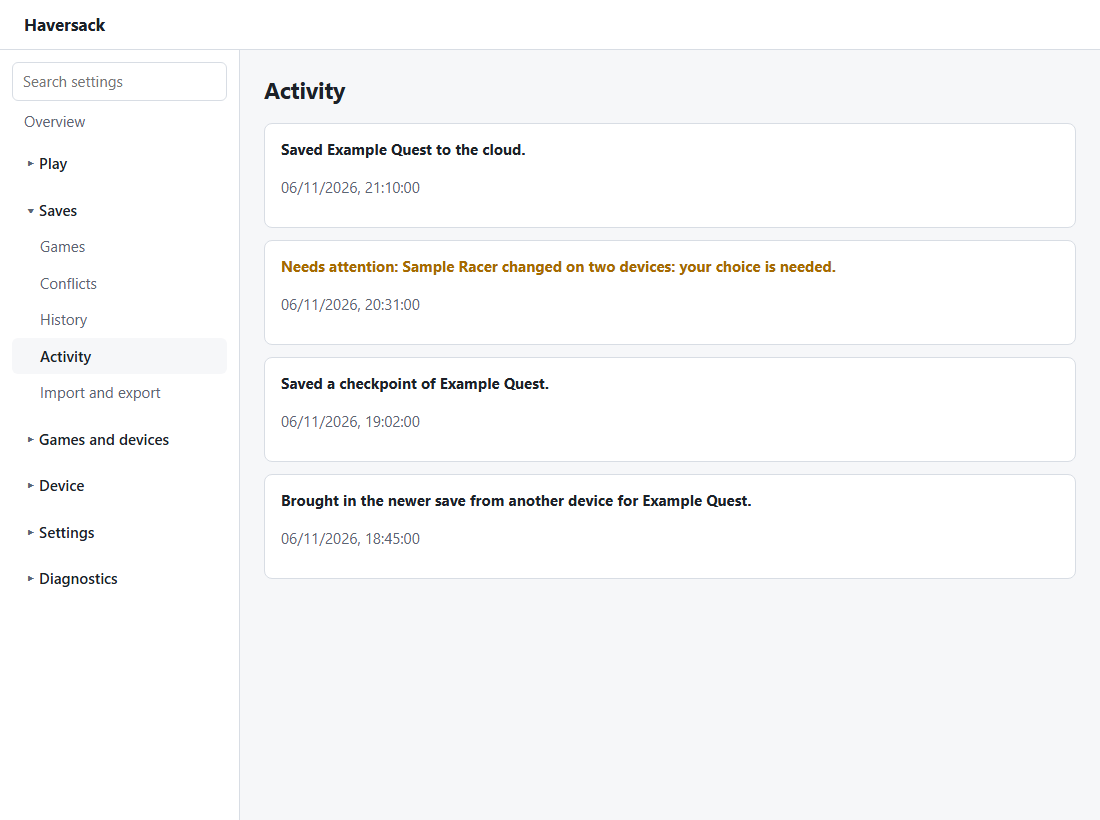 Haversack
Search settings
Overview
Play
Saves
Games
Conflicts
History
Activity
Import and export
Games and devices
Device
Settings
Diagnostics
Activity
Saved Example Quest to the cloud.
06/11/2026, 21:10:00
Needs attention: Sample Racer changed on two devices: your choice is needed.
06/11/2026, 20:31:00
Saved a checkpoint of Example Quest.
06/11/2026, 19:02:00
Brought in the newer save from another device for Example Quest.
06/11/2026, 18:45:00